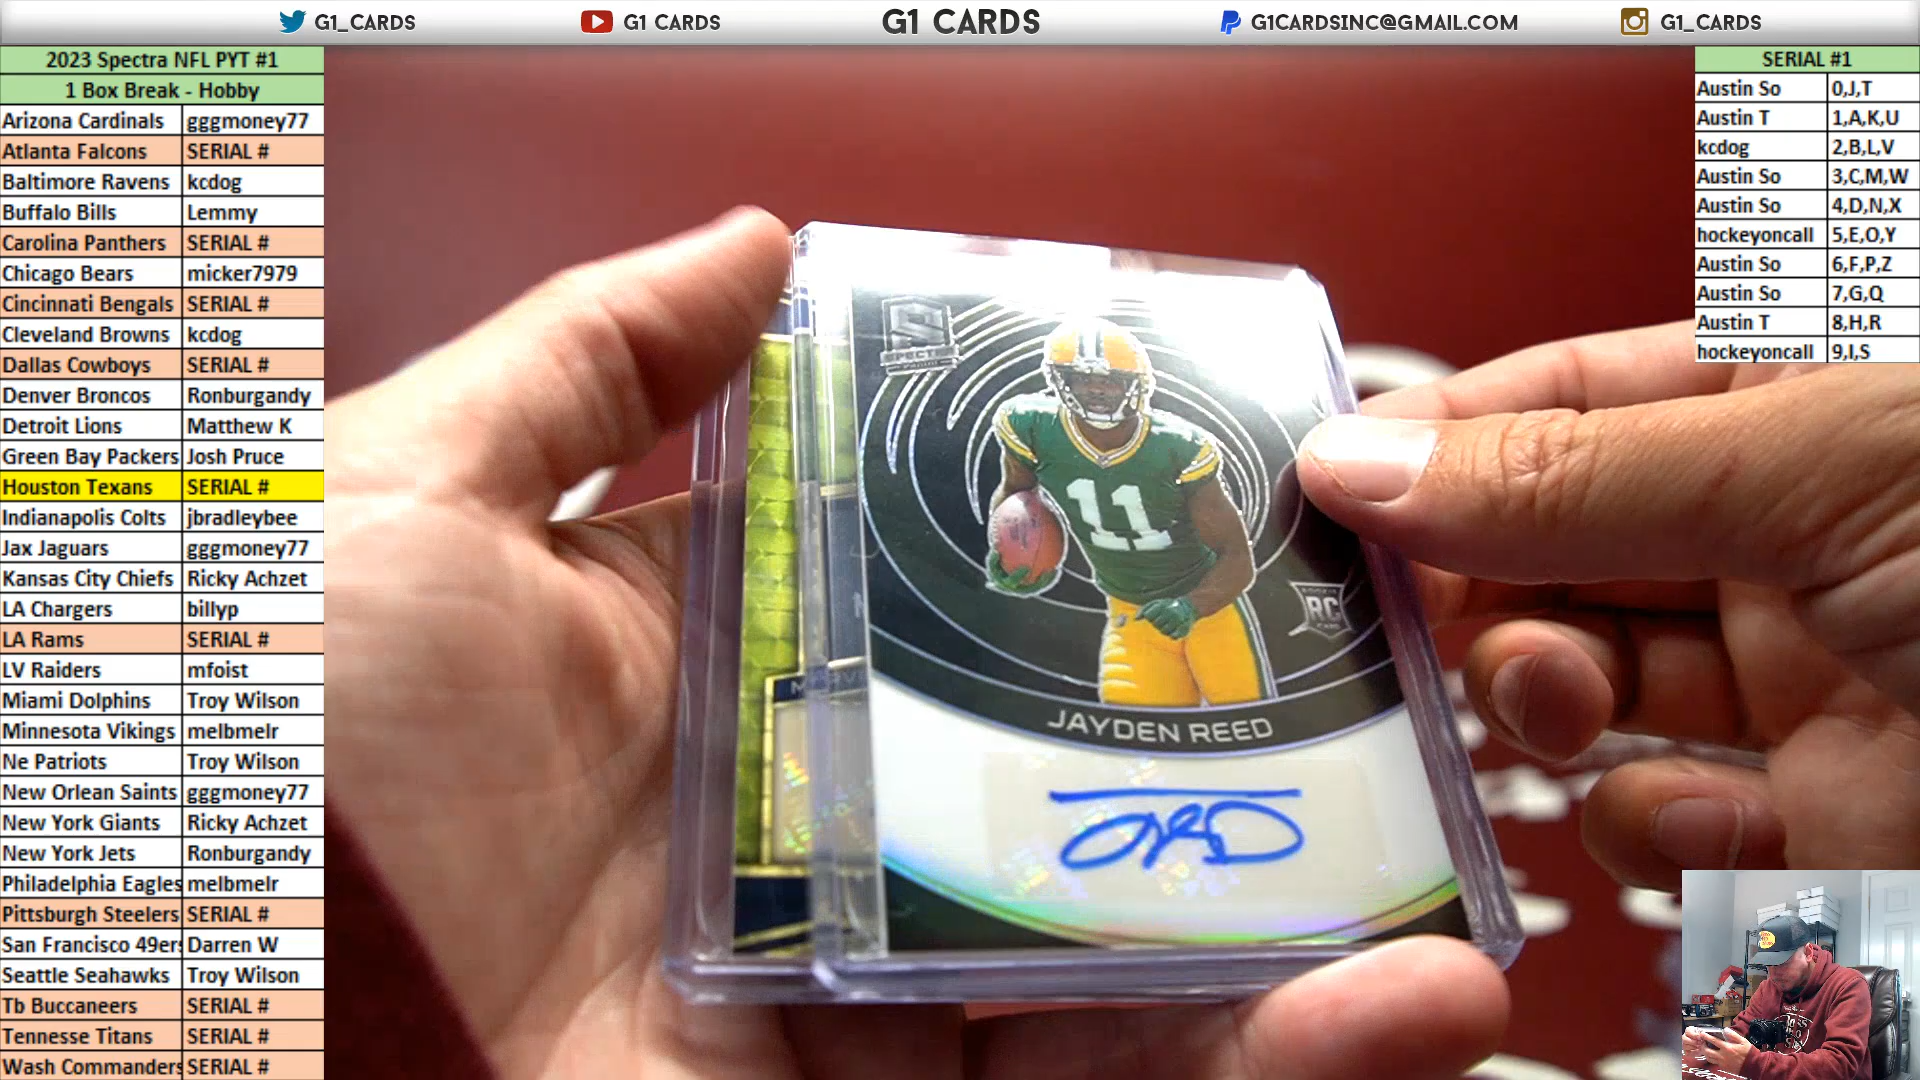 G1_CARDS
G1 CARDS
G1 CARDS
G1CARDSINC@GMAIL.COM
G1_CARDS
2023 Spectra NFL PYT #1
1 Box Break - Hobby
Arizona Cardinals gggmoney77
Atlanta Falcons SERIAL #
Baltimore Ravens kcdog
Buffalo Bills Lemmy
Carolina Panthers SERIAL #
Chicago Bears micker7979
Cincinnati Bengals SERIAL #
Cleveland Browns kcdog
Dallas Cowboys SERIAL #
Denver Broncos Ronburgandy
Detroit Lions Matthew K
Green Bay Packers Josh Pruce
Houston Texans SERIAL #
Indianapolis Colts jbradleybee
Jax Jaguars gggmoney77
Kansas City Chiefs Ricky Achzet
LA Chargers billyp
LA Rams SERIAL #
LV Raiders mfoist
Miami Dolphins Troy Wilson
Minnesota Vikings melbmelr
Ne Patriots Troy Wilson
New Orlean Saints gggmoney77
New York Giants Ricky Achzet
New York Jets Ronburgandy
Philadelphia Eagles melbmelr
Pittsburgh Steelers SERIAL #
San Francisco 49ers Darren W
Seattle Seahawks Troy Wilson
Tb Buccaneers SERIAL #
Tennesse Titans SERIAL #
Wash Commanders SERIAL #
SERIAL #1
Austin So 0,J,T
Austin T 1,A,K,U
kcdog 2,B,L,V
Austin So 3,C,M,W
Austin So 4,D,N,X
hockeyoncall 5,E,O,Y
Austin So 6,F,P,Z
Austin So 7,G,Q
Austin T 8,H,R
hockeyoncall 9,I,S
SPECTRA
11
RC
JAYDEN REED